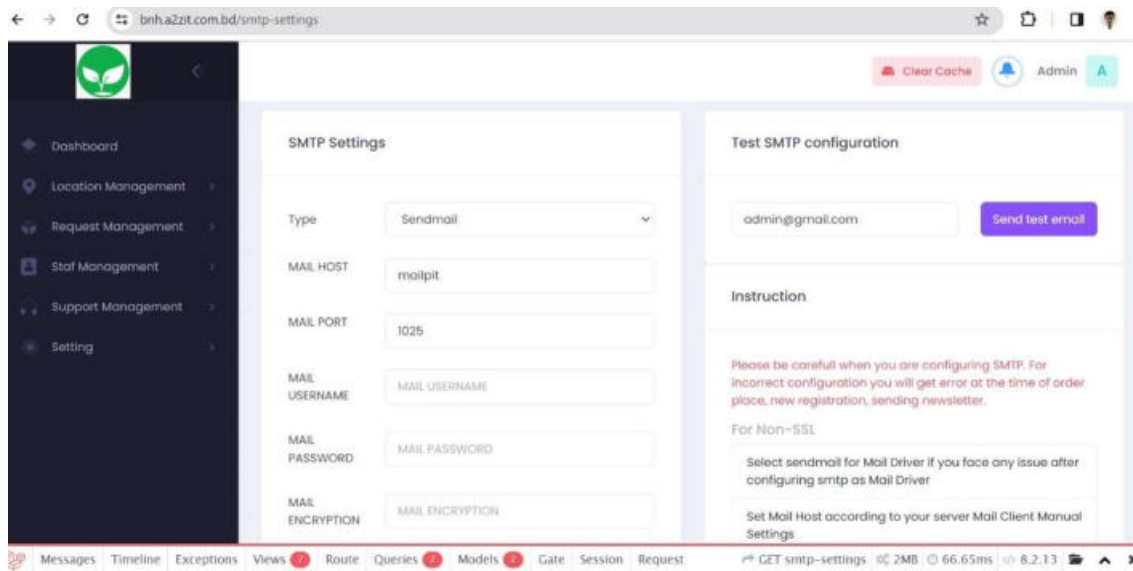 bnh.a2zit.com.bd/smtp-settings
Clear Cache
Admin
A
Dashboard
Location Management
Request Management
Staf Management
Support Management
Setting
SMTP Settings
Type
Sendmail
MAIL HOST
mailpit
MAIL PORT
1025
MAIL
USERNAME
MAIL USERNAME
MAIL
PASSWORD
MAIL PASSWORD
MAIL
ENCRYPTION
MAIL ENCRYPTION
Test SMTP configuration
admin@gmail.com
Send test email
Instruction
Please be carefull when you are configuring SMTP. For
incorrect configuration you will get error at the time of order
place, new registration, sending newsletter.
For Non-SSL
Select sendmail for Mail Driver if you face any issue after
configuring smtp as Mail Driver
Set Mail Host according to your server Mail Client Manual
Settings
Messages Timeline Exceptions Views 7 Route Queries 2 Models 2 Gate Session Request GET smtp-settings 2MB 66.65ms 8.2.13